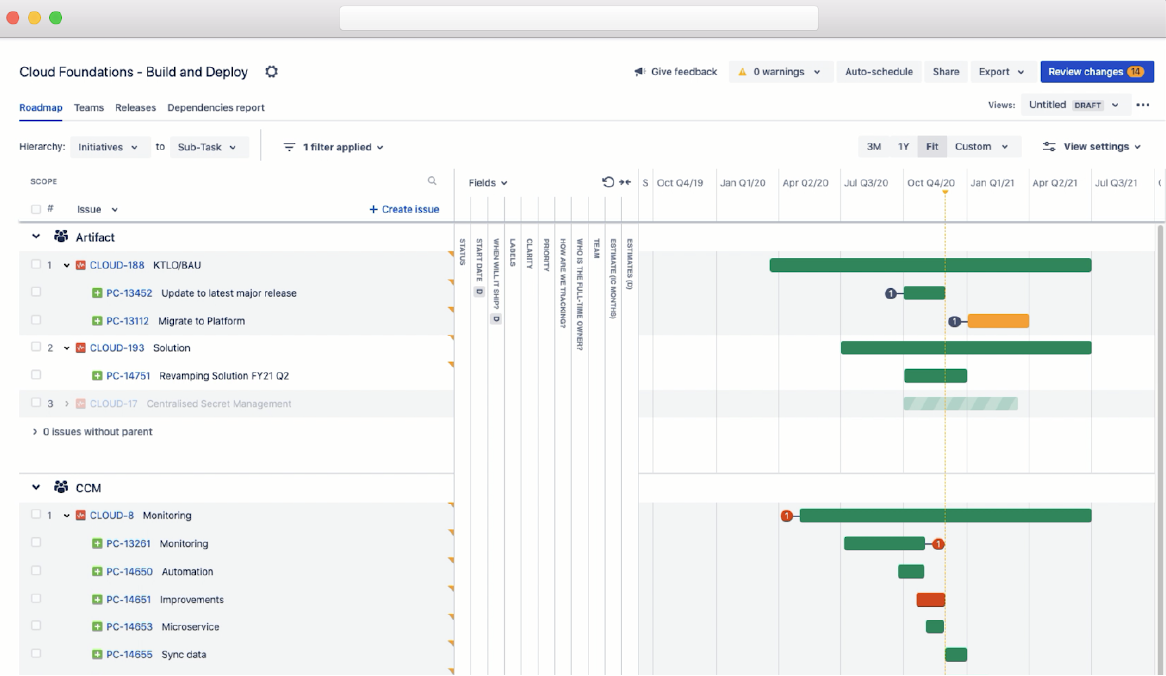 Cloud Foundations - Build and Deploy
Give feedback
0 warnings
Auto-schedule
Share
Export
Review changes 14
Roadmap Teams Releases Dependencies report
Views: Untitled DRAFT
Hierarchy: Initiatives to Sub-Task
1 filter applied
3M 1Y Fit Custom
View settings
SCOPE
Fields
S Oct Q4/19 Jan Q1/20 Apr Q2/20 Jul Q3/20 Oct Q4/20 Jan Q1/21 Apr Q2/21 Jul Q3/21
# Issue
+ Create issue
STATUS
START DATE D
WHEN WILL IT SHIP? D
LABELS
CLARITY
PRIORITY
HOW ARE WE TRACKING?
WHO IS THE FULL-TIME OWNER?
TEAM
ESTIMATE (IC MONTHS)
ESTIMATES (D)
Artifact
1 CLOUD-188 KTLO/BAU
PC-13452 Update to latest major release
1
PC-13112 Migrate to Platform
1
2 CLOUD-193 Solution
PC-14751 Revamping Solution FY21 Q2
3 CLOUD-17 Centralised Secret Management
0 issues without parent
CCM
1 CLOUD-8 Monitoring
1
PC-13261 Monitoring
1
PC-14650 Automation
PC-14651 Improvements
PC-14653 Microservice
PC-14655 Sync data